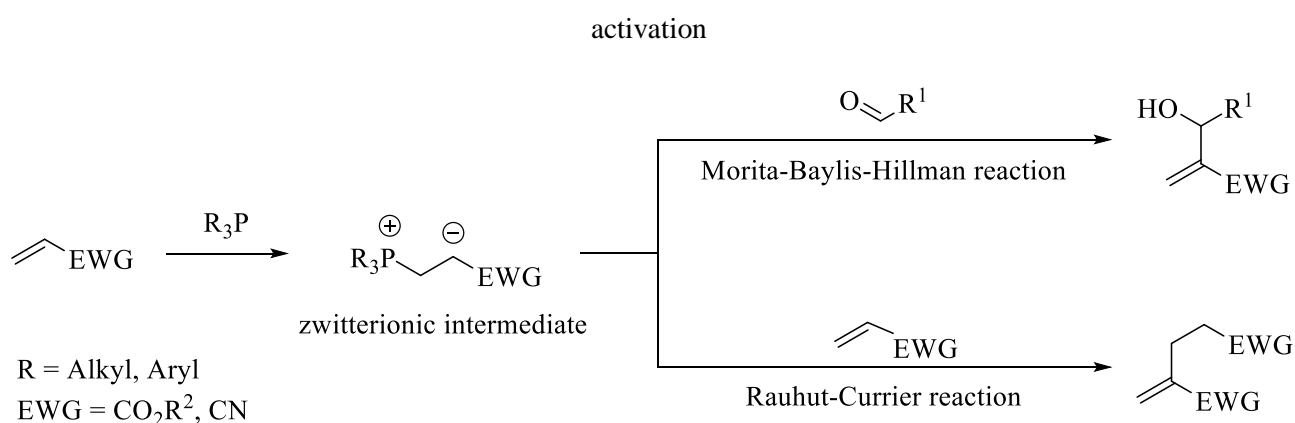 activation
O R¹
HO R¹
Morita-Baylis-Hillman reaction
EWG
R₃P
⊕ ⊖
EWG
R₃P
EWG
zwitterionic intermediate
EWG
EWG
R = Alkyl, Aryl
Rauhut-Currier reaction
EWG
EWG = CO₂R², CN